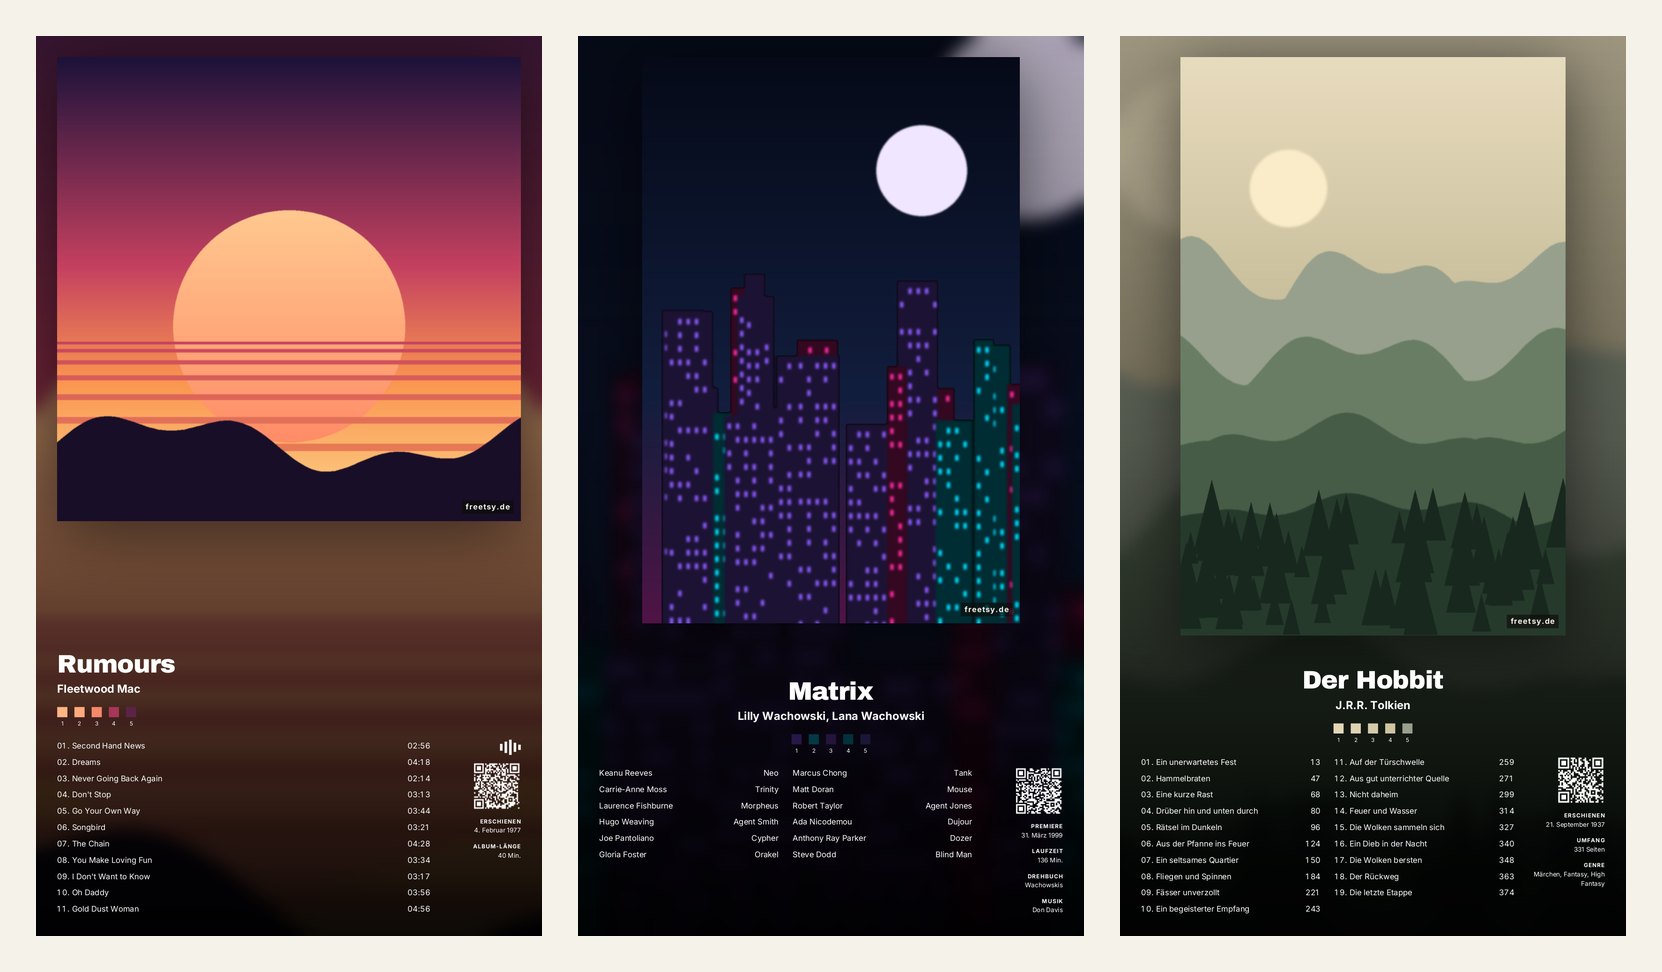 freetsy.de
Rumours
Fleetwood Mac
1 2 3 4 5
01. Second Hand News 02:56
02. Dreams 04:18
03. Never Going Back Again 02:14
04. Don't Stop 03:13
05. Go Your Own Way 03:44
06. Songbird 03:21
07. The Chain 04:28
08. You Make Loving Fun 03:34
09. I Don't Want to Know 03:17
10. Oh Daddy 03:56
11. Gold Dust Woman 04:56
ERSCHIENEN
4. Februar 1977
ALBUM-LÄNGE
40 Min.
freetsy.de
Matrix
Lilly Wachowski, Lana Wachowski
1 2 3 4 5
Keanu Reeves Neo
Carrie-Anne Moss Trinity
Laurence Fishburne Morpheus
Hugo Weaving Agent Smith
Joe Pantoliano Cypher
Gloria Foster Orakel
Marcus Chong Tank
Matt Doran Mouse
Robert Taylor Agent Jones
Ada Nicodemou Dujour
Anthony Ray Parker Dozer
Steve Dodd Blind Man
PREMIERE
31. März 1999
LAUFZEIT
136 Min.
DREHBUCH
Wachowskis
MUSIK
Don Davis
freetsy.de
Der Hobbit
J.R.R. Tolkien
1 2 3 4 5
01. Ein unerwartetes Fest 13
02. Hammelbraten 47
03. Eine kurze Rast 68
04. Drüber hin und unten durch 80
05. Rätsel im Dunkeln 96
06. Aus der Pfanne ins Feuer 124
07. Ein seltsames Quartier 150
08. Fliegen und Spinnen 184
09. Fässer unverzollt 221
10. Ein begeisterter Empfang 243
11. Auf der Türschwelle 259
12. Aus gut unterrichter Quelle 271
13. Nicht daheim 299
14. Feuer und Wasser 314
15. Die Wolken sammeln sich 327
16. Ein Dieb in der Nacht 340
17. Die Wolken bersten 348
18. Der Rückweg 363
19. Die letzte Etappe 374
ERSCHIENEN
21. September 1937
UMFANG
331 Seiten
GENRE
Märchen, Fantasy, High
Fantasy